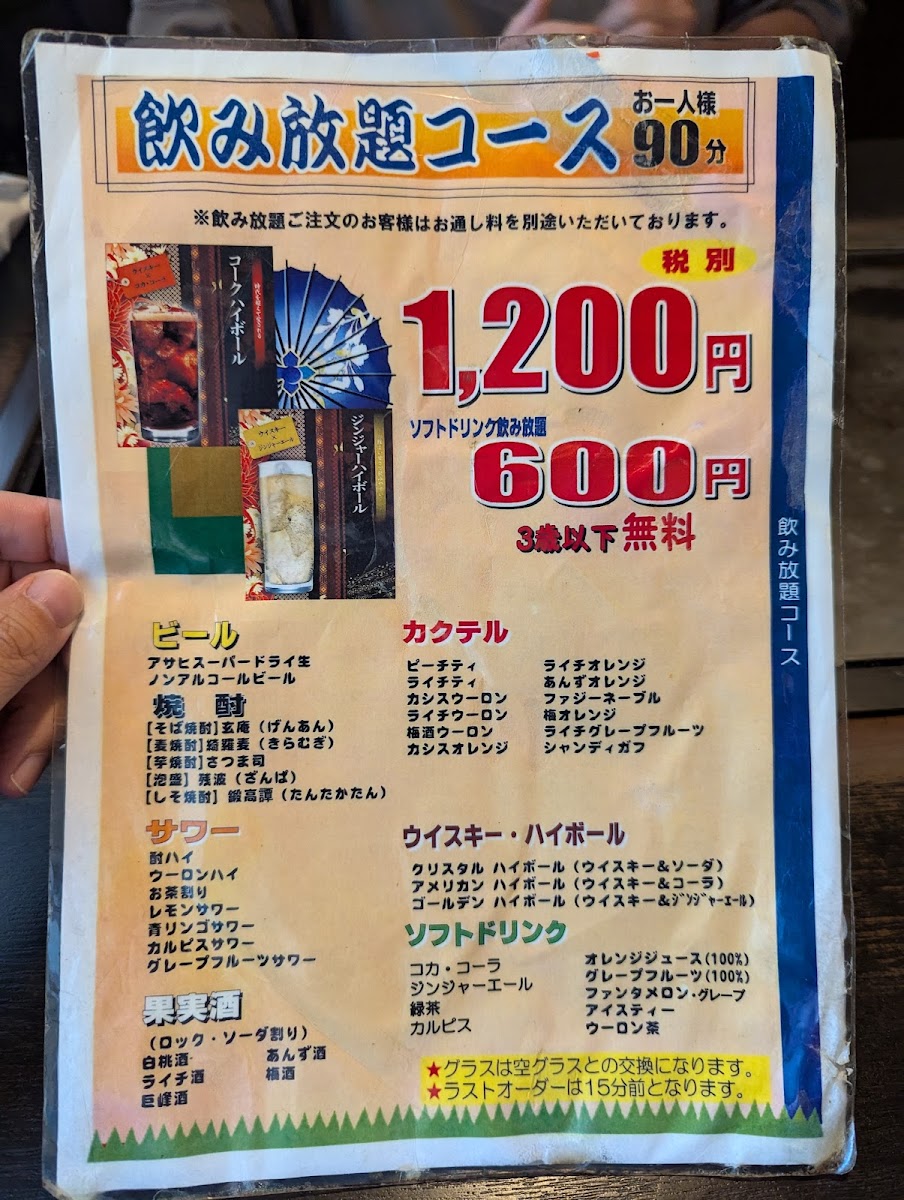 飲み放題コース
お一人様
90分
※飲み放題ご注文のお客様はお通し料を別途いただいております。
税別
1,200円
ソフトドリンク飲み放題
600円
3歳以下無料
ウイスキー
×
コカ・コーラ
コークハイボール
ウイスキー
×
ジンジャーエール
ジンジャーハイボール
ビール
アサヒスーパードライ生
ノンアルコールビール
焼酎
[そば焼酎]玄庵（げんあん）
[麦焼酎]綺羅麦（きらむぎ）
[芋焼酎]さつま司
[泡盛] 残波（ざんぱ）
[しそ焼酎] 鍛高譚（たんたかたん）
サワー
酎ハイ
ウーロンハイ
お茶割り
レモンサワー
青リンゴサワー
カルピスサワー
グレープフルーツサワー
果実酒
（ロック・ソーダ割り）
白桃酒
ライチ酒
巨峰酒
あんず酒
梅酒
カクテル
ピーチティ
ライチティ
カシスウーロン
ライチウーロン
梅酒ウーロン
カシスオレンジ
ライチオレンジ
あんずオレンジ
ファジーネーブル
梅オレンジ
ライチグレープフルーツ
シャンディガフ
ウイスキー・ハイボール
クリスタル ハイボール（ウイスキー&ソーダ）
アメリカン ハイボール（ウイスキー&コーラ）
ゴールデン ハイボール（ウイスキー&ｼﾞﾝｼﾞｬｰｴｰﾙ）
ソフトドリンク
コカ・コーラ
ジンジャーエール
緑茶
カルピス
オレンジジュース(100%)
グレープフルーツ(100%)
ファンタメロン・グレープ
アイスティー
ウーロン茶
★グラスは空グラスとの交換になります。
★ラストオーダーは15分前となります。
飲み放題コース